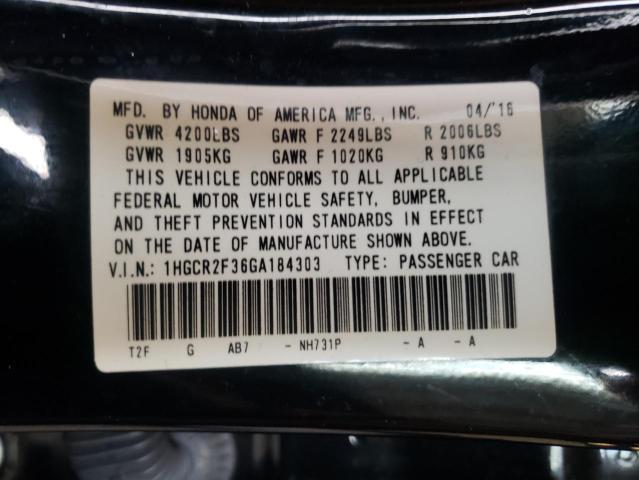 MFD. BY HONDA OF AMERICA MFG., INC. 04/'16
GVWR 4200LBS GAWR F 2249LBS R 2006LBS
GVWR 1905KG GAWR F 1020KG R 910KG
THIS VEHICLE CONFORMS TO ALL APPLICABLE
FEDERAL MOTOR VEHICLE SAFETY, BUMPER,
AND THEFT PREVENTION STANDARDS IN EFFECT
ON THE DATE OF MANUFACTURE SHOWN ABOVE.
V.I.N.: 1HGCR2F36GA184303 TYPE: PASSENGER CAR
T2F G AB7 - NH731P - A - A